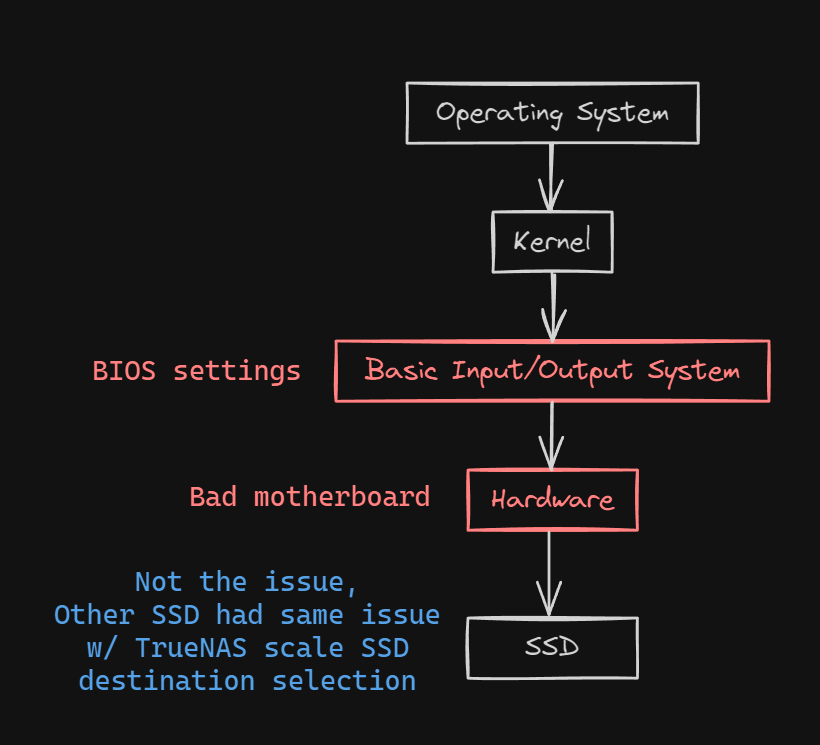 Operating System
Kernel
BIOS settings
Basic Input/Output System
Bad motherboard
Hardware
Not the issue,
Other SSD had same issue
w/ TrueNAS scale SSD
destination selection
SSD